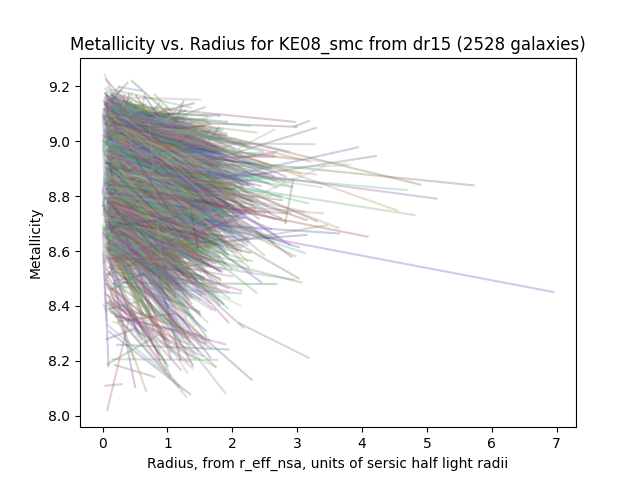 Metallicity vs. Radius for KE08_smc from dr15 (2528 galaxies)
9.2
9.0
8.8
8.6
8.4
8.2
8.0
Metallicity
0 1 2 3 4 5 6 7
Radius, from r_eff_nsa, units of sersic half light radii